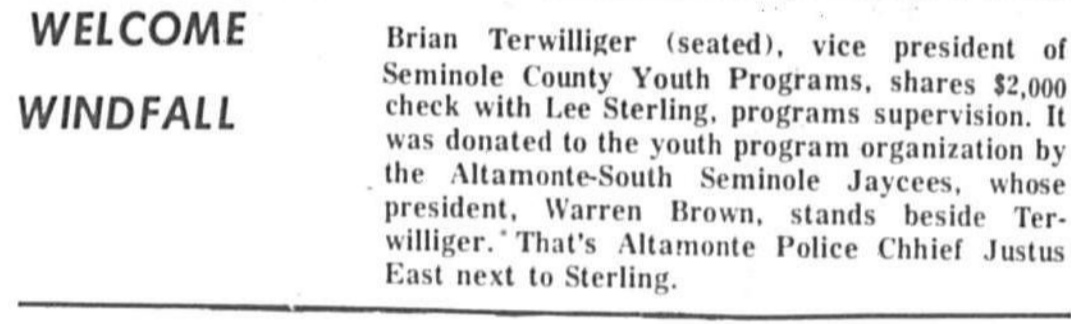 WELCOME
WINDFALL
Brian Terwilliger (seated), vice president of
Seminole County Youth Programs, shares $2,000
check with Lee Sterling, programs supervision. It
was donated to the youth program organization by
the Altamonte-South Seminole Jaycees, whose
president, Warren Brown, stands beside Ter-
williger. That's Altamonte Police Chhief Justus
East next to Sterling.